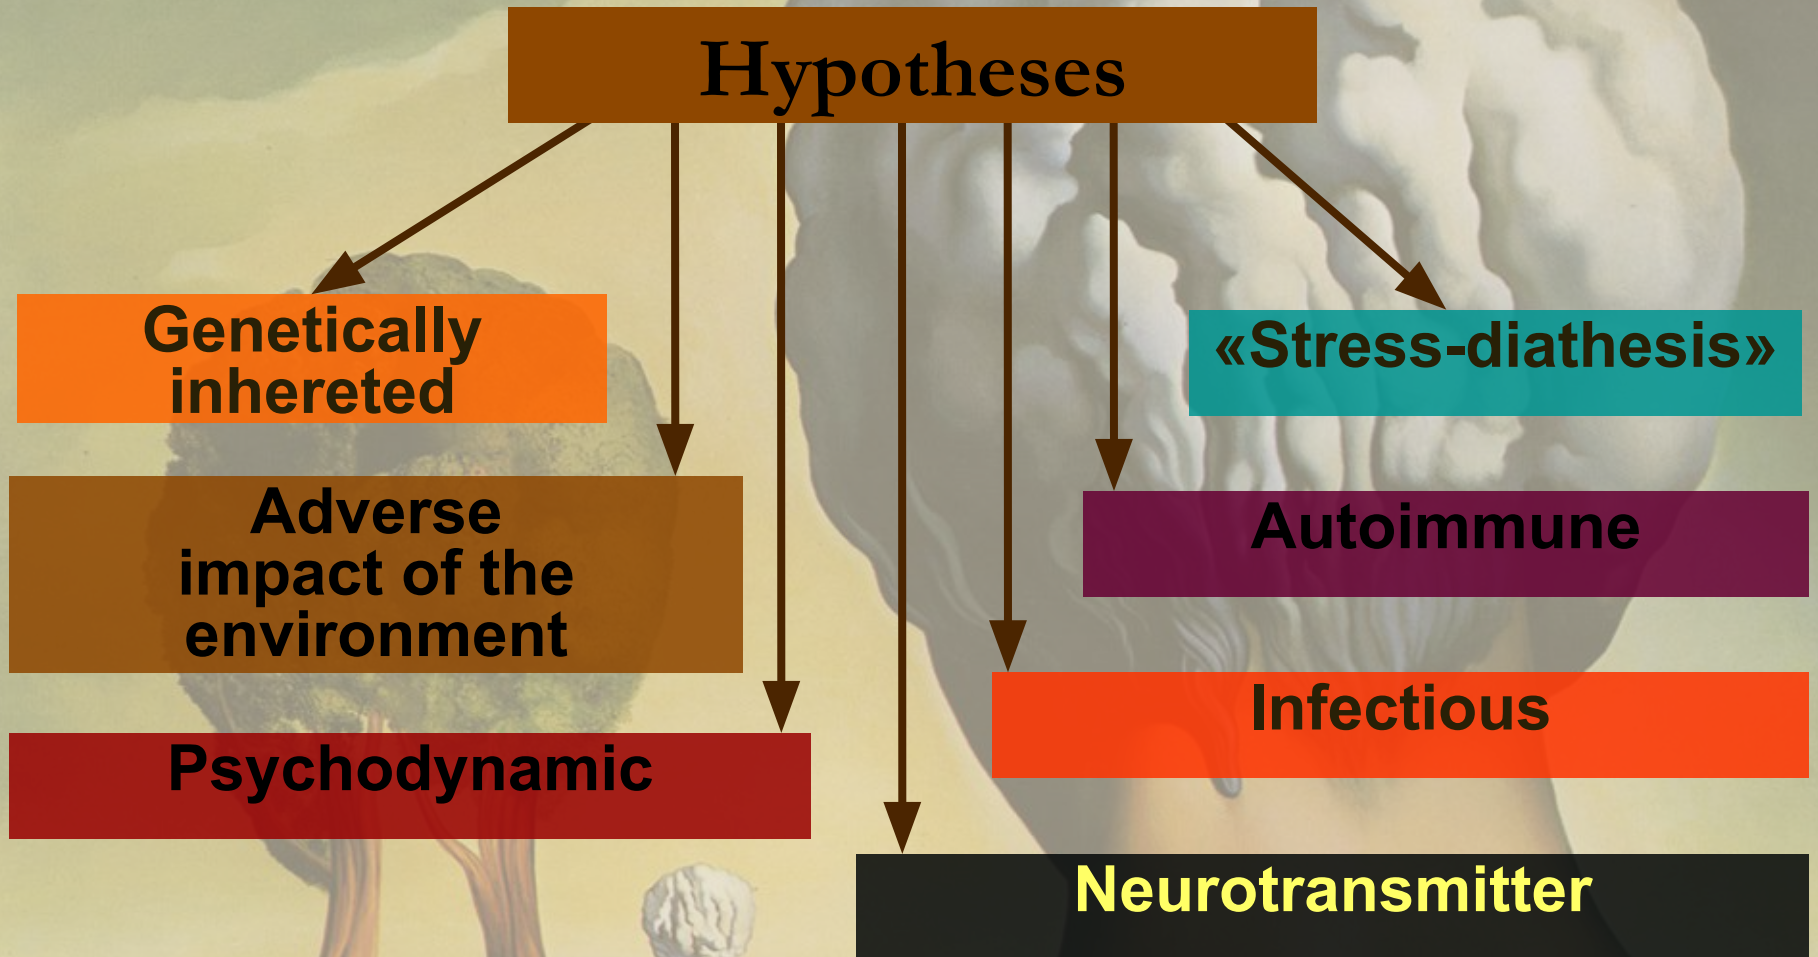 Hypotheses
Genetically
inhereted
«Stress-diathesis»
Adverse
impact of the
environment
Autoimmune
Psychodynamic
Infectious
Neurotransmitter